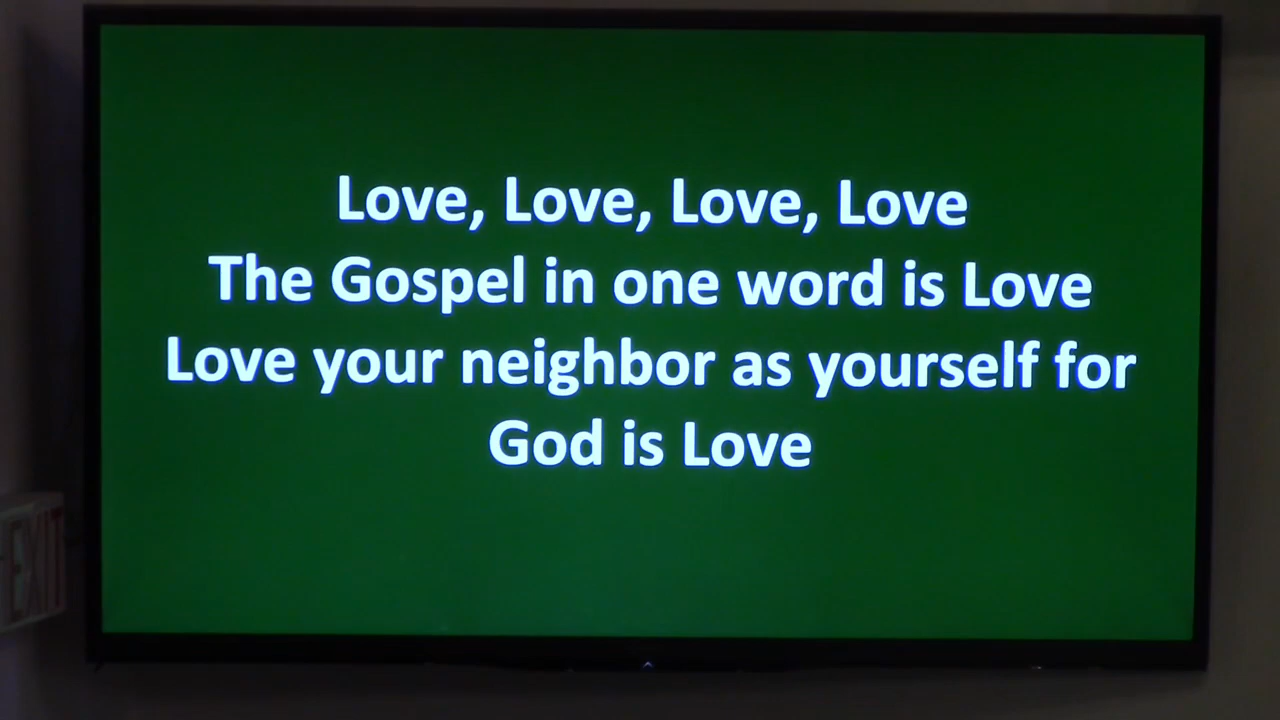 Love, Love, Love, Love
The Gospel in one word is Love
Love your neighbor as yourself for
God is Love
EXIT